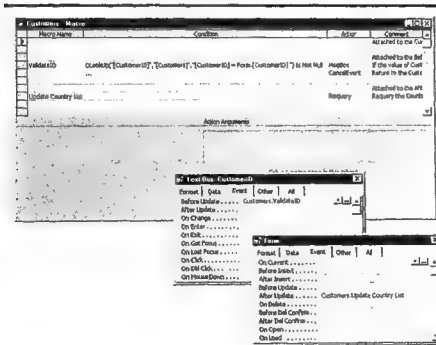 Customers : Macro
Macro Name Condition Action Comment
Attached to the Cur
Attached to the Bef
ValidateID DLookUp("[CustomerID]","[Customers]","[CustomerID] = Form.[CustomerID] ") Is Not Null MsgBox If the value of Cust
... CancelEvent Return to the Custo
Attached to the Aft
Update Country List Requery Requery the Countr
Action Arguments
Text Box: CustomerID
Format Data Event Other All
Before Update Customers.ValidateID
After Update
On Change
On Enter
On Exit
On Got Focus
On Lost Focus
On Click
On Dbl Click
On Mouse Down
Form
Format Data Event Other All
On Current
Before Insert
After Insert
Before Update
After Update Customers.Update Country List
On Delete
Before Del Confirm
After Del Confirm
On Open
On Load